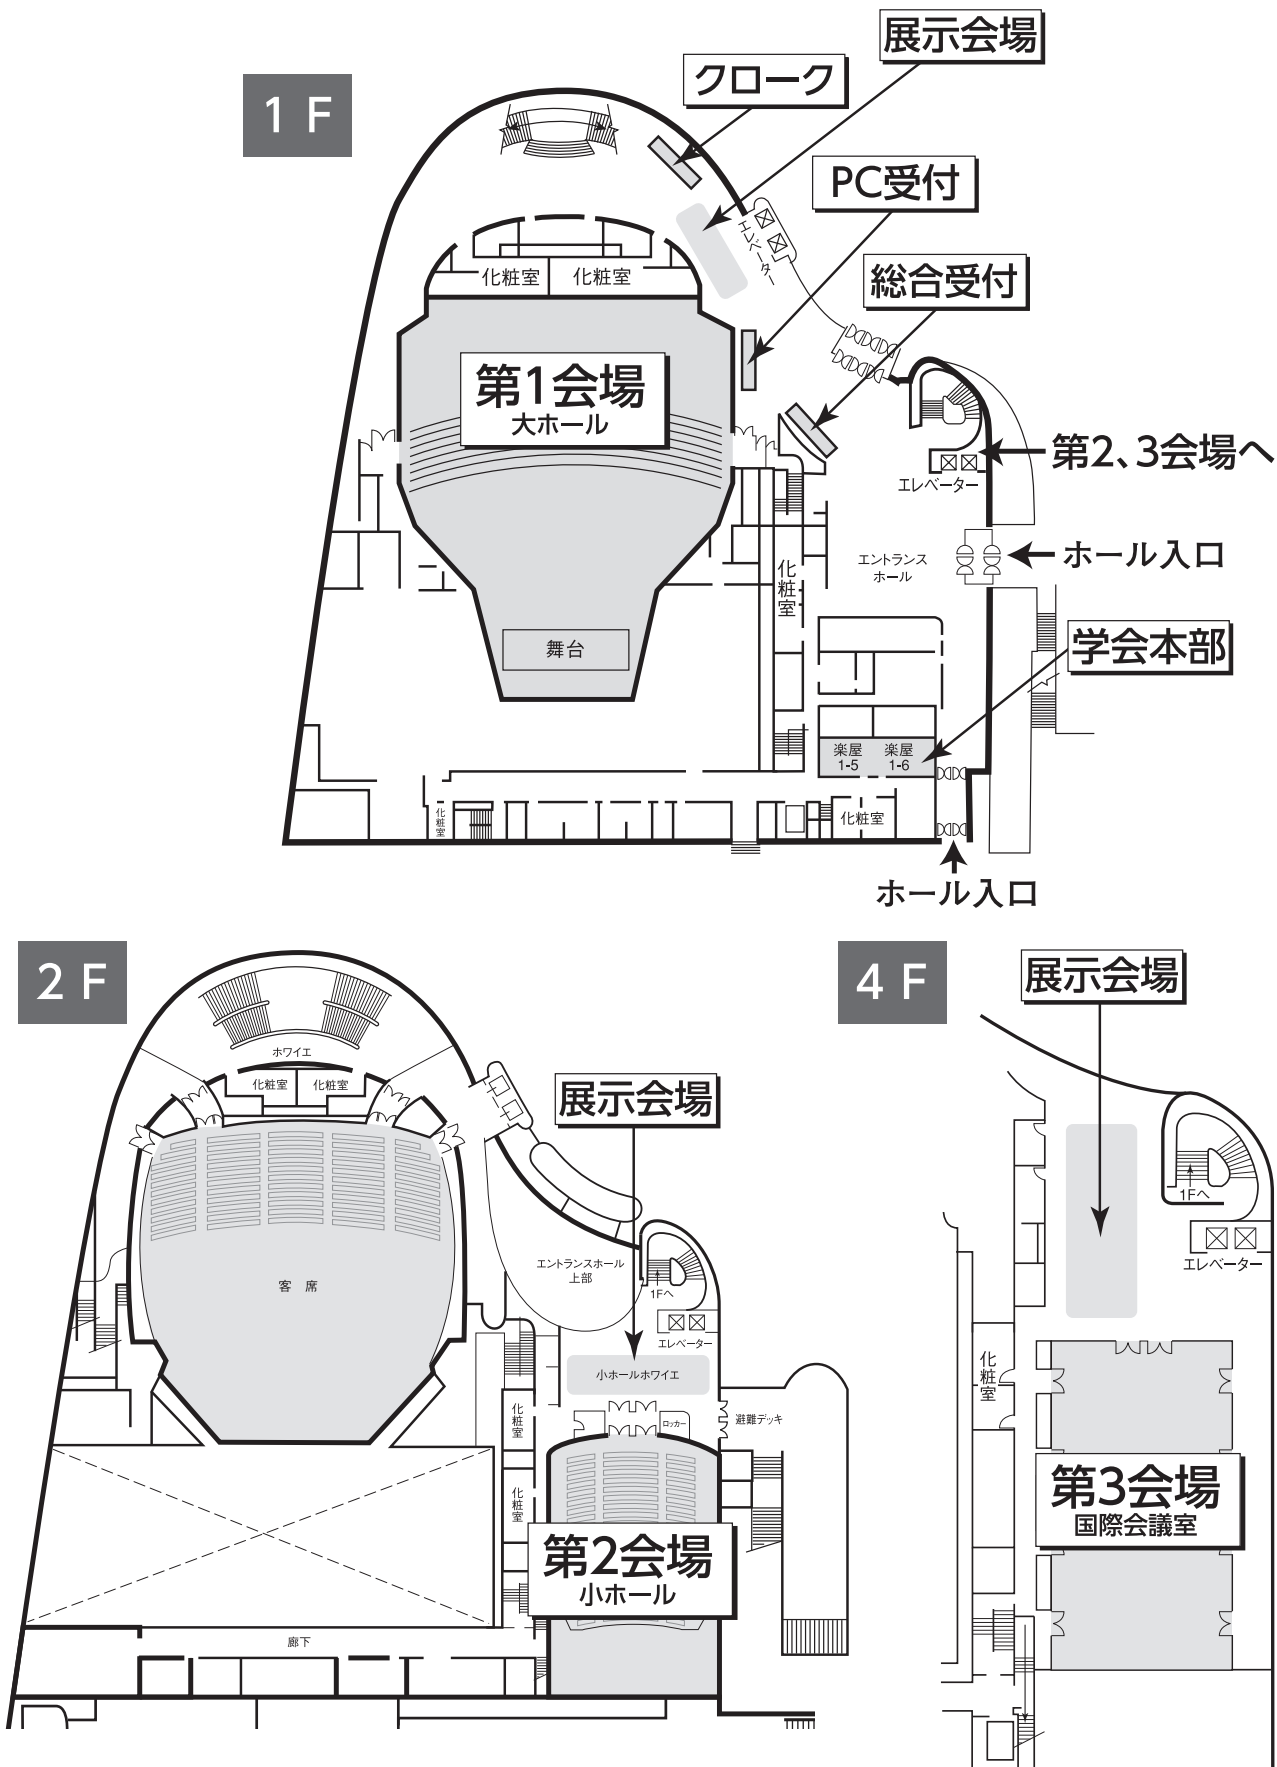 1 F
展示会場
クローク
PC受付
総合受付
エレベーター
化粧室
化粧室
第1会場
大ホール
第2、3会場へ
エレベーター
エントランス
ホール
ホール入口
化粧室
舞台
学会本部
楽屋
1-5
楽屋
1-6
化粧室
化粧室
ホール入口
2 F
ホワイエ
化粧室
化粧室
展示会場
エントランスホール
上部
1Fへ
客 席
エレベーター
小ホールホワイエ
ロッカー
避難デッキ
化粧室
化粧室
第2会場
小ホール
廊下
4 F
展示会場
1Fへ
エレベーター
化粧室
第3会場
国際会議室